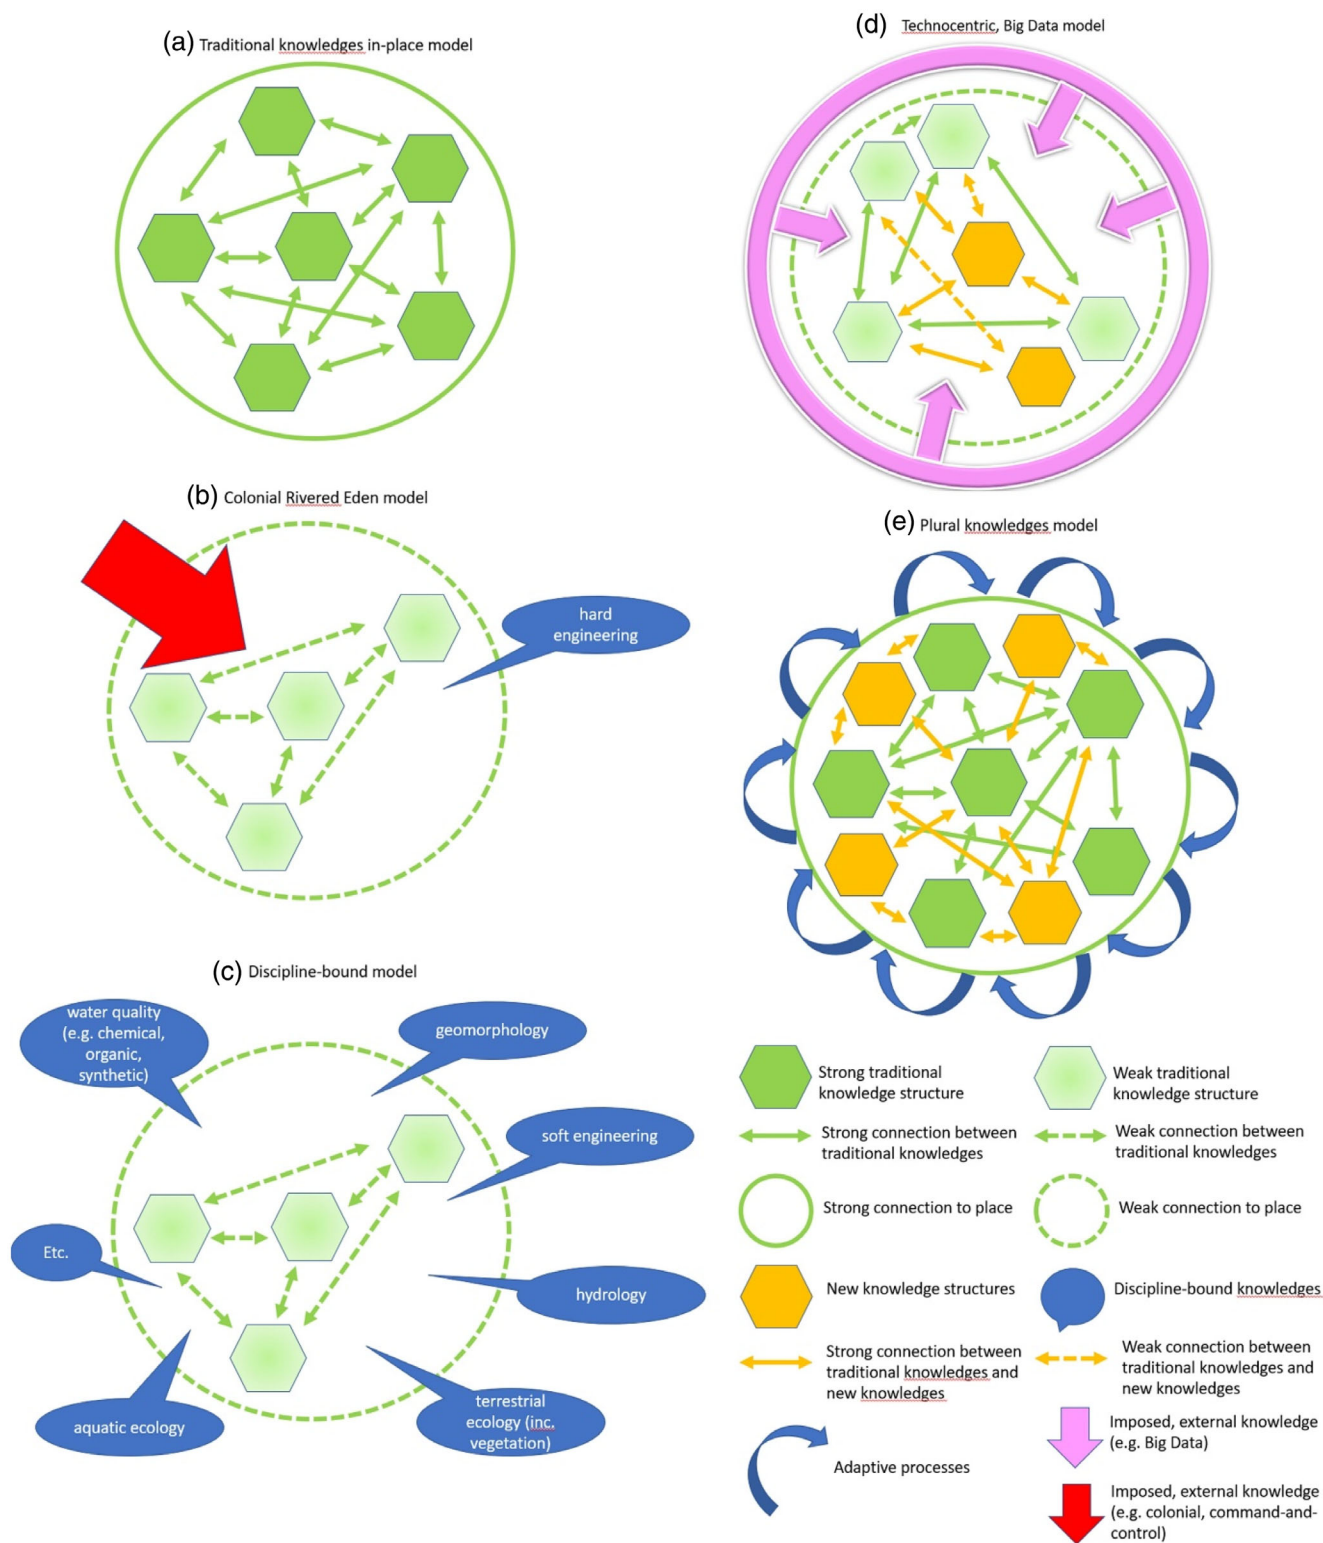 (a) Traditional knowledges in-place model
(b) Colonial Rivered Eden model
hard
engineering
(c) Discipline-bound model
water quality
(e.g. chemical,
organic,
synthetic)
geomorphology
soft engineering
Etc.
hydrology
aquatic ecology
terrestrial
ecology (inc.
vegetation)
(d) Technocentric, Big Data model
(e) Plural knowledges model
Strong traditional
knowledge structure
Weak traditional
knowledge structure
Strong connection between
traditional knowledges
Weak connection between
traditional knowledges
Strong connection to place
Weak connection to place
New knowledge structures
Discipline-bound knowledges
Strong connection between
traditional knowledges and
new knowledges
Weak connection between
traditional knowledges and
new knowledges
Adaptive processes
Imposed, external knowledge
(e.g. Big Data)
Imposed, external knowledge
(e.g. colonial, command-and-
control)